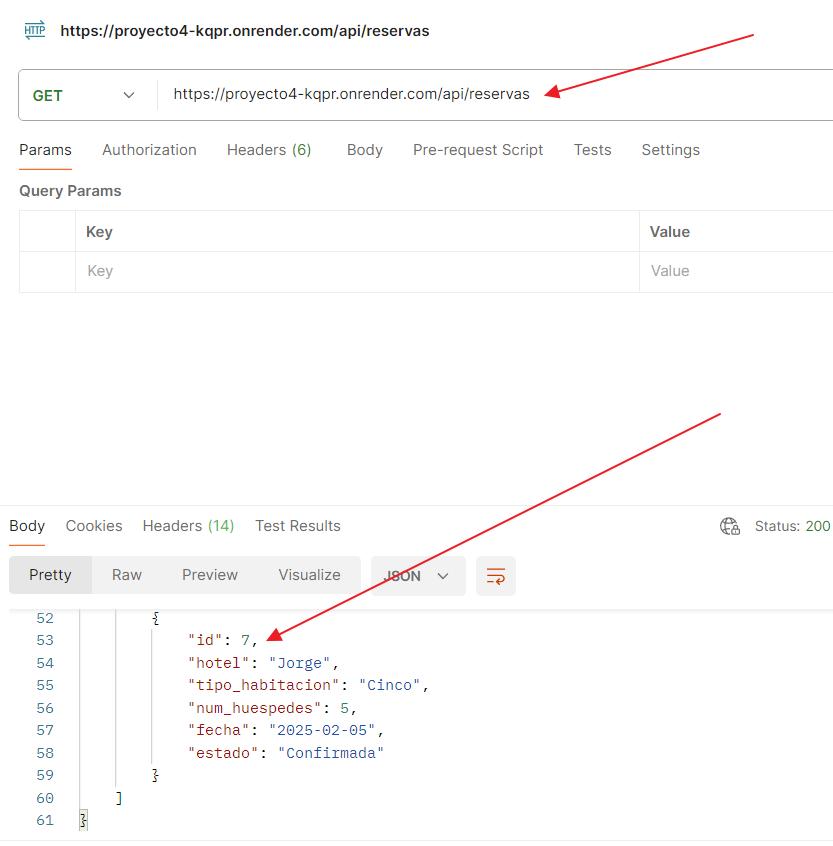 HTTP https://proyecto4-kqpr.onrender.com/api/reservas
GET https://proyecto4-kqpr.onrender.com/api/reservas
Params Authorization Headers (6) Body Pre-request Script Tests Settings
Query Params
Key Value
Key Value
Body Cookies Headers (14) Test Results Status: 200
Pretty Raw Preview Visualize JSON
52 {
53 "id": 7,
54 "hotel": "Jorge",
55 "tipo_habitacion": "Cinco",
56 "num_huespedes": 5,
57 "fecha": "2025-02-05",
58 "estado": "Confirmada"
59 }
60 ]
61 }